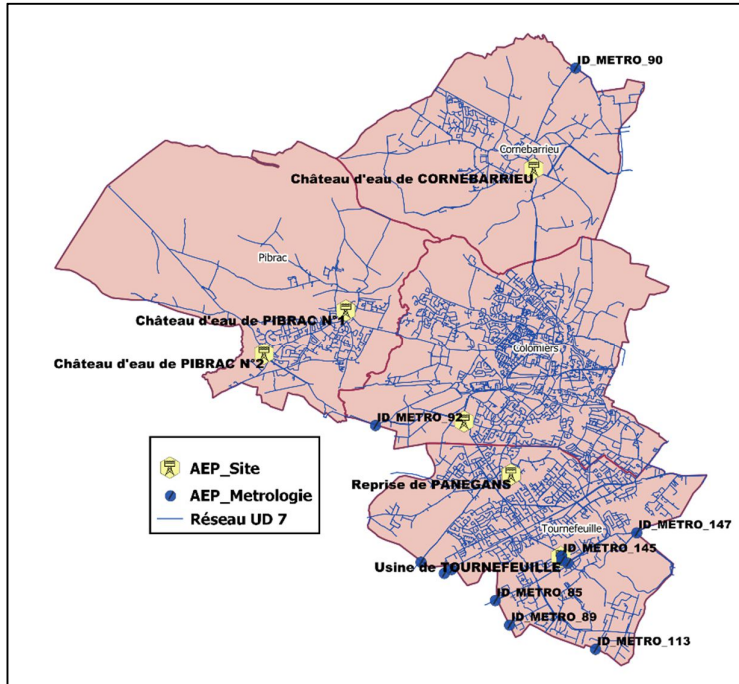 ID_METRO_90
Cornebarrieu
Château d'eau de CORNEBARRIEU
Pibrac
Château d'eau de PIBRAC N°1
Colomiers
Château d'eau de PIBRAC N°2
ID_METRO_92
AEP_Site
AEP_Metrologie
Réseau UD 7
Reprise de PANEGANS
Tournefeuille
ID_METRO_147
ID_METRO_145
Usine de TOURNEFEUILLE
ID_METRO_85
ID_METRO_89
ID_METRO_113